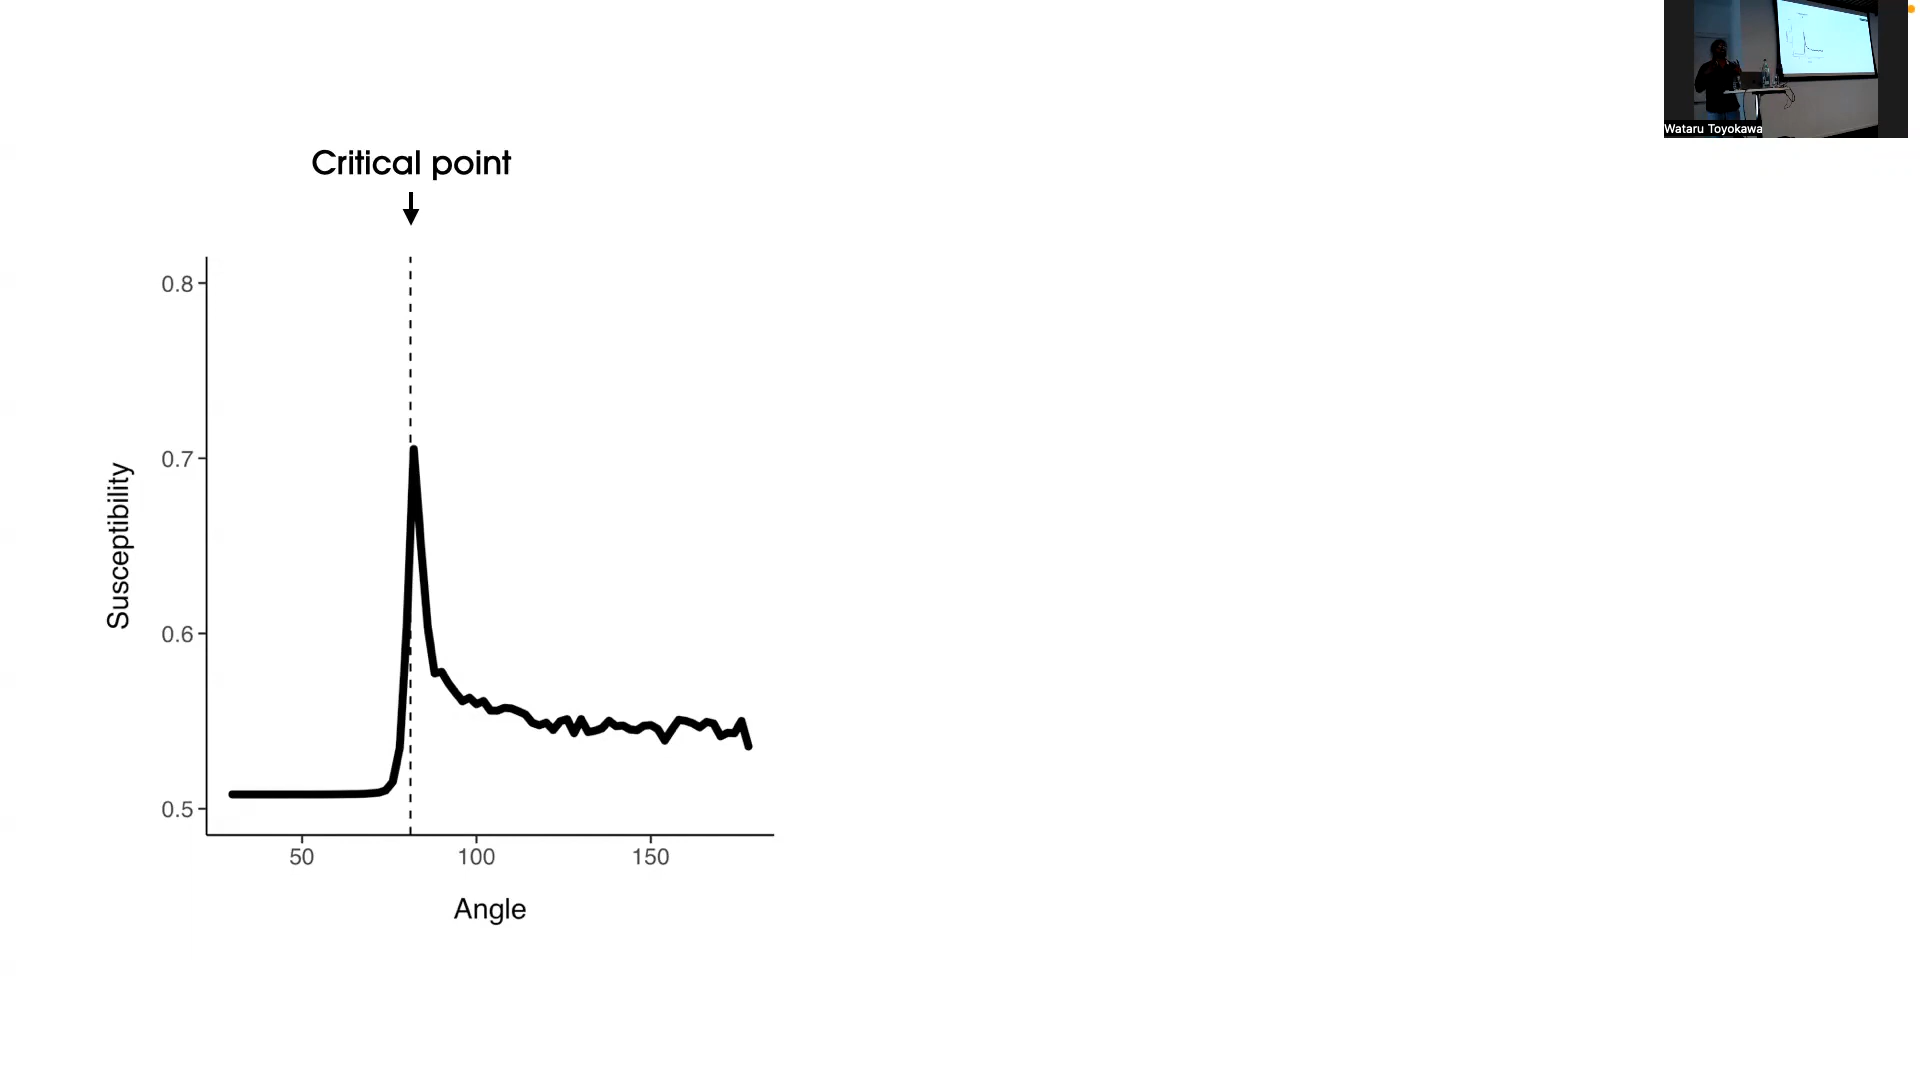 Wataru Toyokawa
Critical point
0.8
0.7
0.6
0.5
Susceptibility
50 100 150
Angle